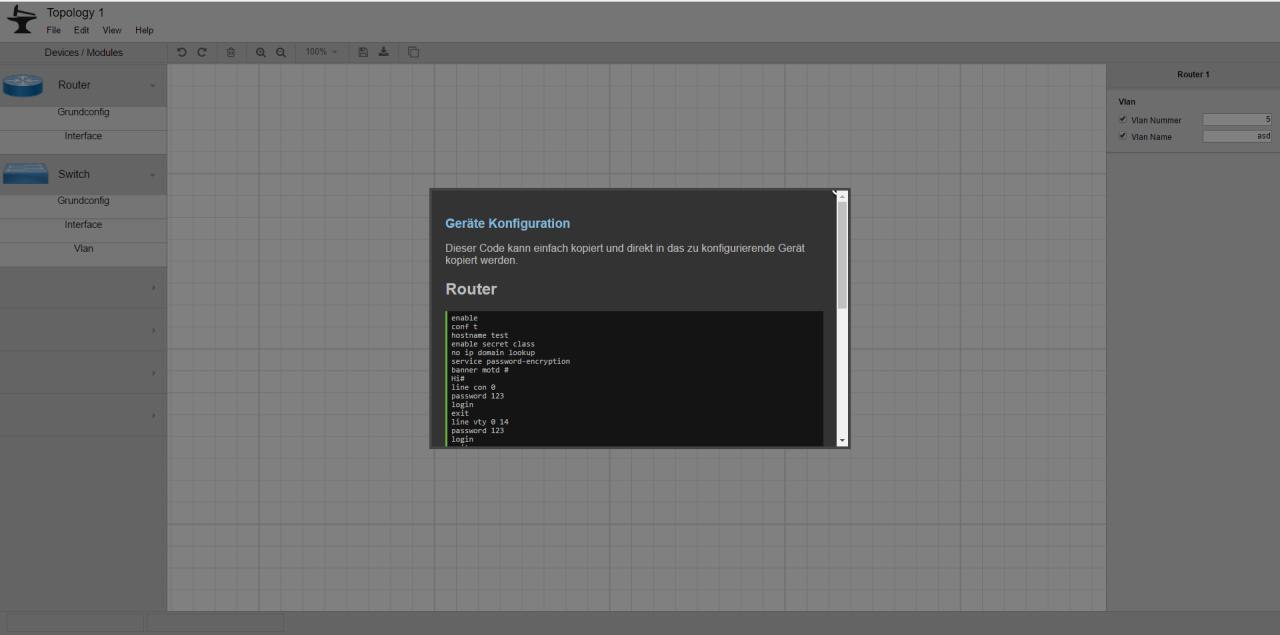 Topology 1
File Edit View Help
Devices / Modules
100%
Router
Grundconfig
Interface
Switch
Grundconfig
Interface
Vlan
Geräte Konfiguration
Dieser Code kann einfach kopiert und direkt in das zu konfigurierende Gerät
kopiert werden.
Router
enable
conf t
hostname test
enable secret class
no ip domain lookup
service password-encryption
banner motd #
Hi#
line con 0
password 123
login
exit
line vty 0 14
password 123
login
Router 1
Vlan
Vlan Nummer 5
Vlan Name asd